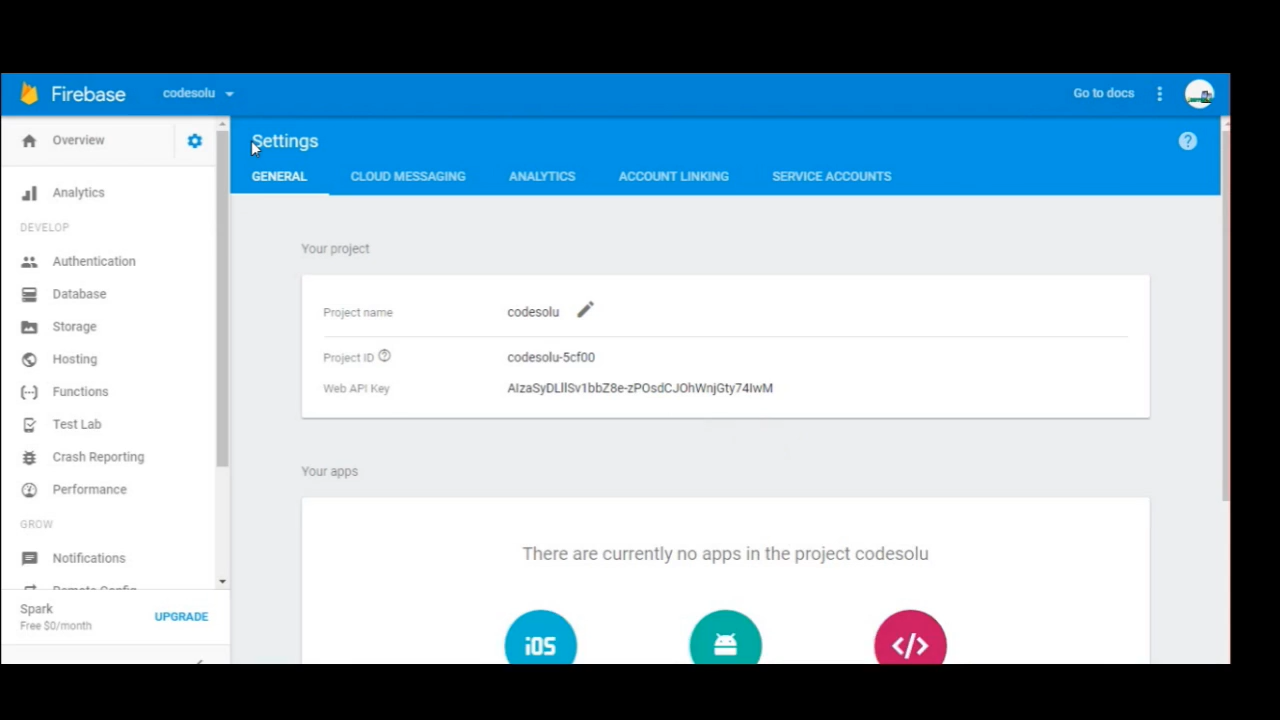 Firebase codesolu Go to docs
Overview
Settings
GENERAL CLOUD MESSAGING ANALYTICS ACCOUNT LINKING SERVICE ACCOUNTS
Analytics
DEVELOP
Authentication
Database
Storage
Hosting
Functions
Test Lab
Crash Reporting
Performance
GROW
Notifications
Remote Config
Spark
Free $0/month
UPGRADE
Your project
Project name codesolu
Project ID codesolu-5cf00
Web API Key AIzaSyDLllSv1bbZ8e-zPOsdCJOhWnjGty74IwM
Your apps
There are currently no apps in the project codesolu
iOS